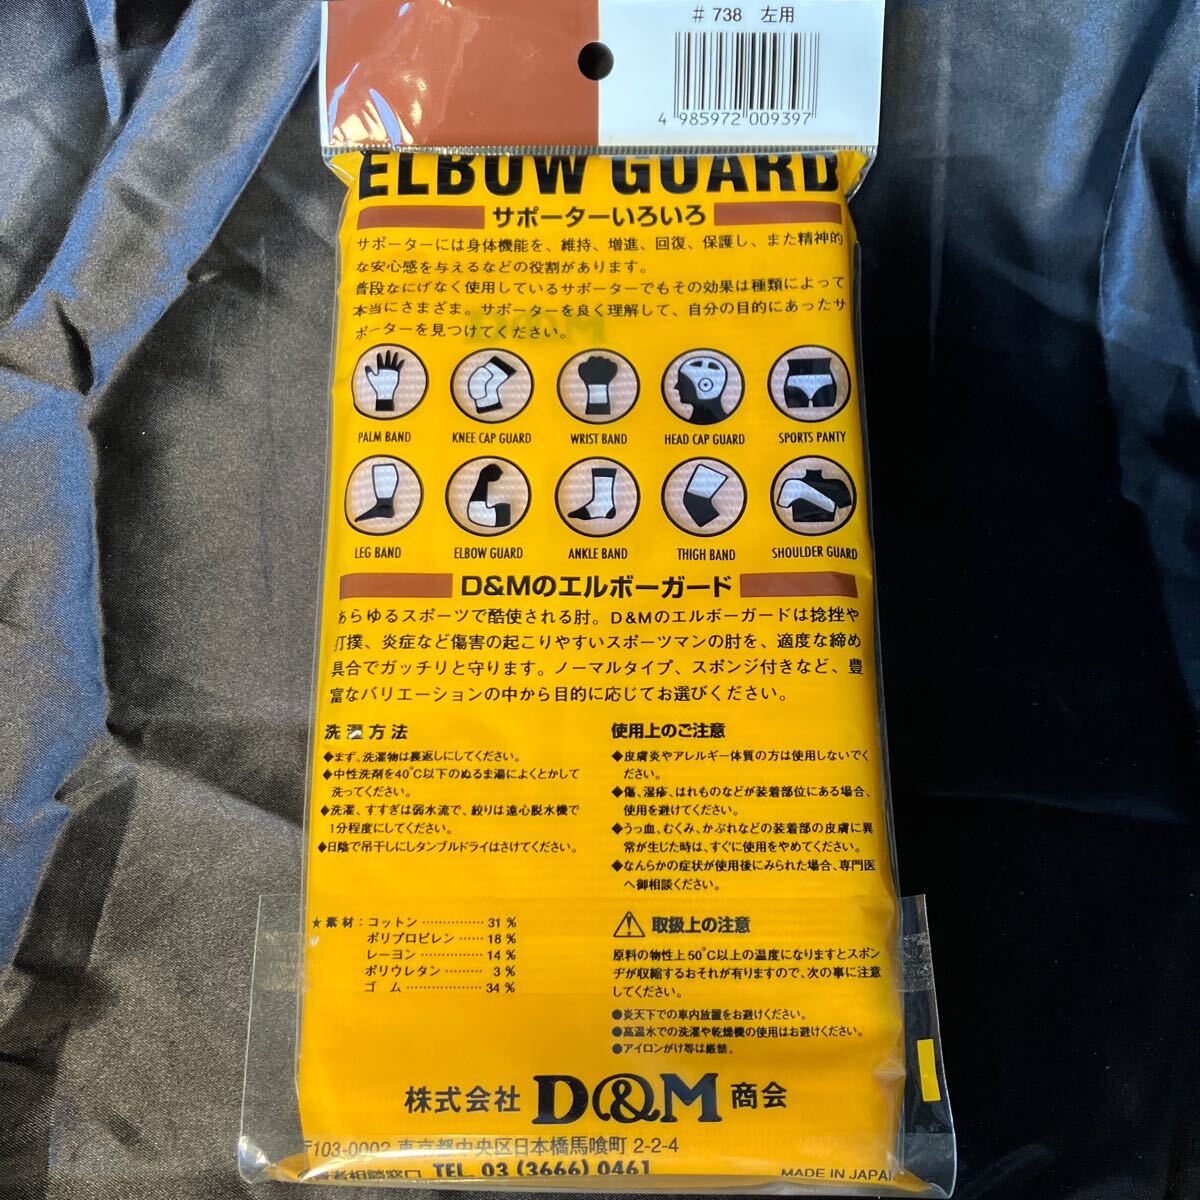 # 738 左用
4 985972 009397
ELBOW GUARD
サポーターいろいろ
サポーターには身体機能を、維持、増進、回復、保護し、また精神的
な安心感を与えるなどの役割があります。
普段なにげなく使用しているサポーターでもその効果は種類によって
本当にさまざま。サポーターを良く理解して、自分の目的にあったサ
ポーターを見つけてください。
PALM BAND KNEE CAP GUARD WRIST BAND HEAD CAP GUARD SPORTS PANTY
LEG BAND ELBOW GUARD ANKLE BAND THIGH BAND SHOULDER GUARD
D&Mのエルボーガード
あらゆるスポーツで酷使される肘。D&Mのエルボーガードは捻挫や
打撲、炎症など傷害の起こりやすいスポーツマンの肘を、適度な締め
具合でガッチリと守ります。ノーマルタイプ、スポンジ付きなど、豊
富なバリエーションの中から目的に応じてお選びください。
洗濯方法
◆まず、洗濯物は裏返しにしてください。
◆中性洗剤を40℃以下のぬるま湯によくとかして
洗ってください。
◆洗濯、すすぎは弱水流で、絞りは遠心脱水機で
1分程度にしてください。
◆日陰で吊干しにしタンブルドライはさけてください。
使用上のご注意
◆皮膚炎やアレルギー体質の方は使用しないでく
ださい。
◆傷、湿疹、はれものなどが装着部位にある場合、
使用を避けてください。
◆うっ血、むくみ、かぶれなどの装着部の皮膚に異
常が生じた時は、すぐに使用をやめてください。
◆なんらかの症状が使用後にみられた場合、専門医
へ御相談ください。
★素材：コットン……………31％
ポリプロピレン……18％
レーヨン……………14％
ポリウレタン………3％
ゴム…………………34％
取扱上の注意
原料の物性上50℃以上の温度になりますとスポン
ヂが収縮するおそれが有りますので、次の事に注意
してください。
●炎天下での車内放置をお避けください。
●高温水での洗濯や乾燥機の使用はお避けください。
●アイロンがけ等は厳禁。
株式会社 D&M 商会
〒103-0002 東京都中央区日本橋馬喰町 2-2-4
者相談窓口 TEL. 03 (3666) 0461
MADE IN JAPAN